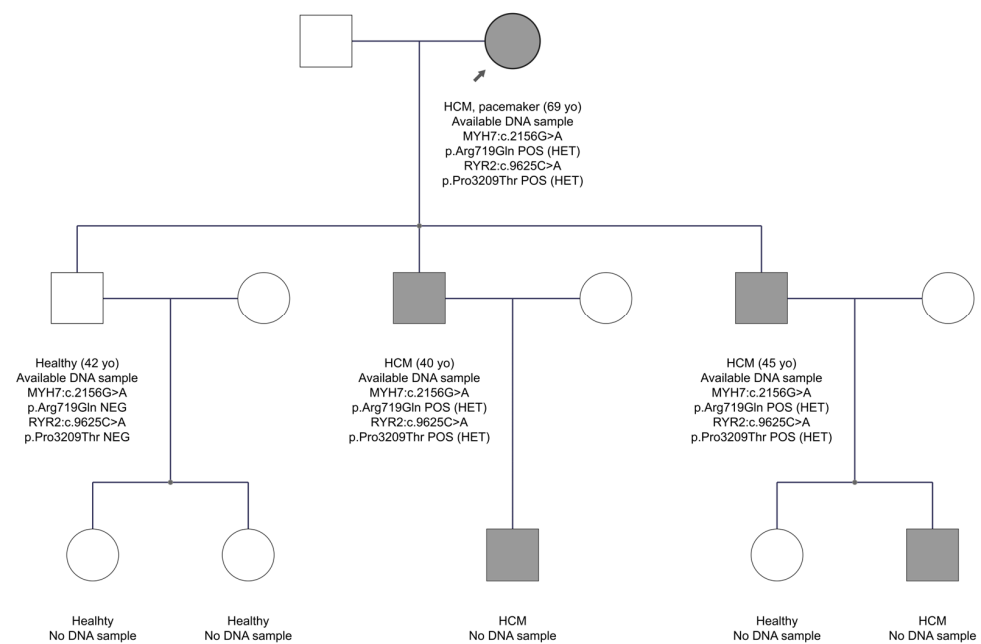 HCM, pacemaker (69 yo)
Available DNA sample
MYH7:c.2156G>A
p.Arg719Gln POS (HET)
RYR2:c.9625C>A
p.Pro3209Thr POS (HET)
Healthy (42 yo)
Available DNA sample
MYH7:c.2156G>A
p.Arg719Gln NEG
RYR2:c.9625C>A
p.Pro3209Thr NEG
HCM (40 yo)
Available DNA sample
MYH7:c.2156G>A
p.Arg719Gln POS (HET)
RYR2:c.9625C>A
p.Pro3209Thr POS (HET)
HCM (45 yo)
Available DNA sample
MYH7:c.2156G>A
p.Arg719Gln POS (HET)
RYR2:c.9625C>A
p.Pro3209Thr POS (HET)
Healhty
No DNA sample
Healthy
No DNA sample
HCM
No DNA sample
Healthy
No DNA sample
HCM
No DNA sample